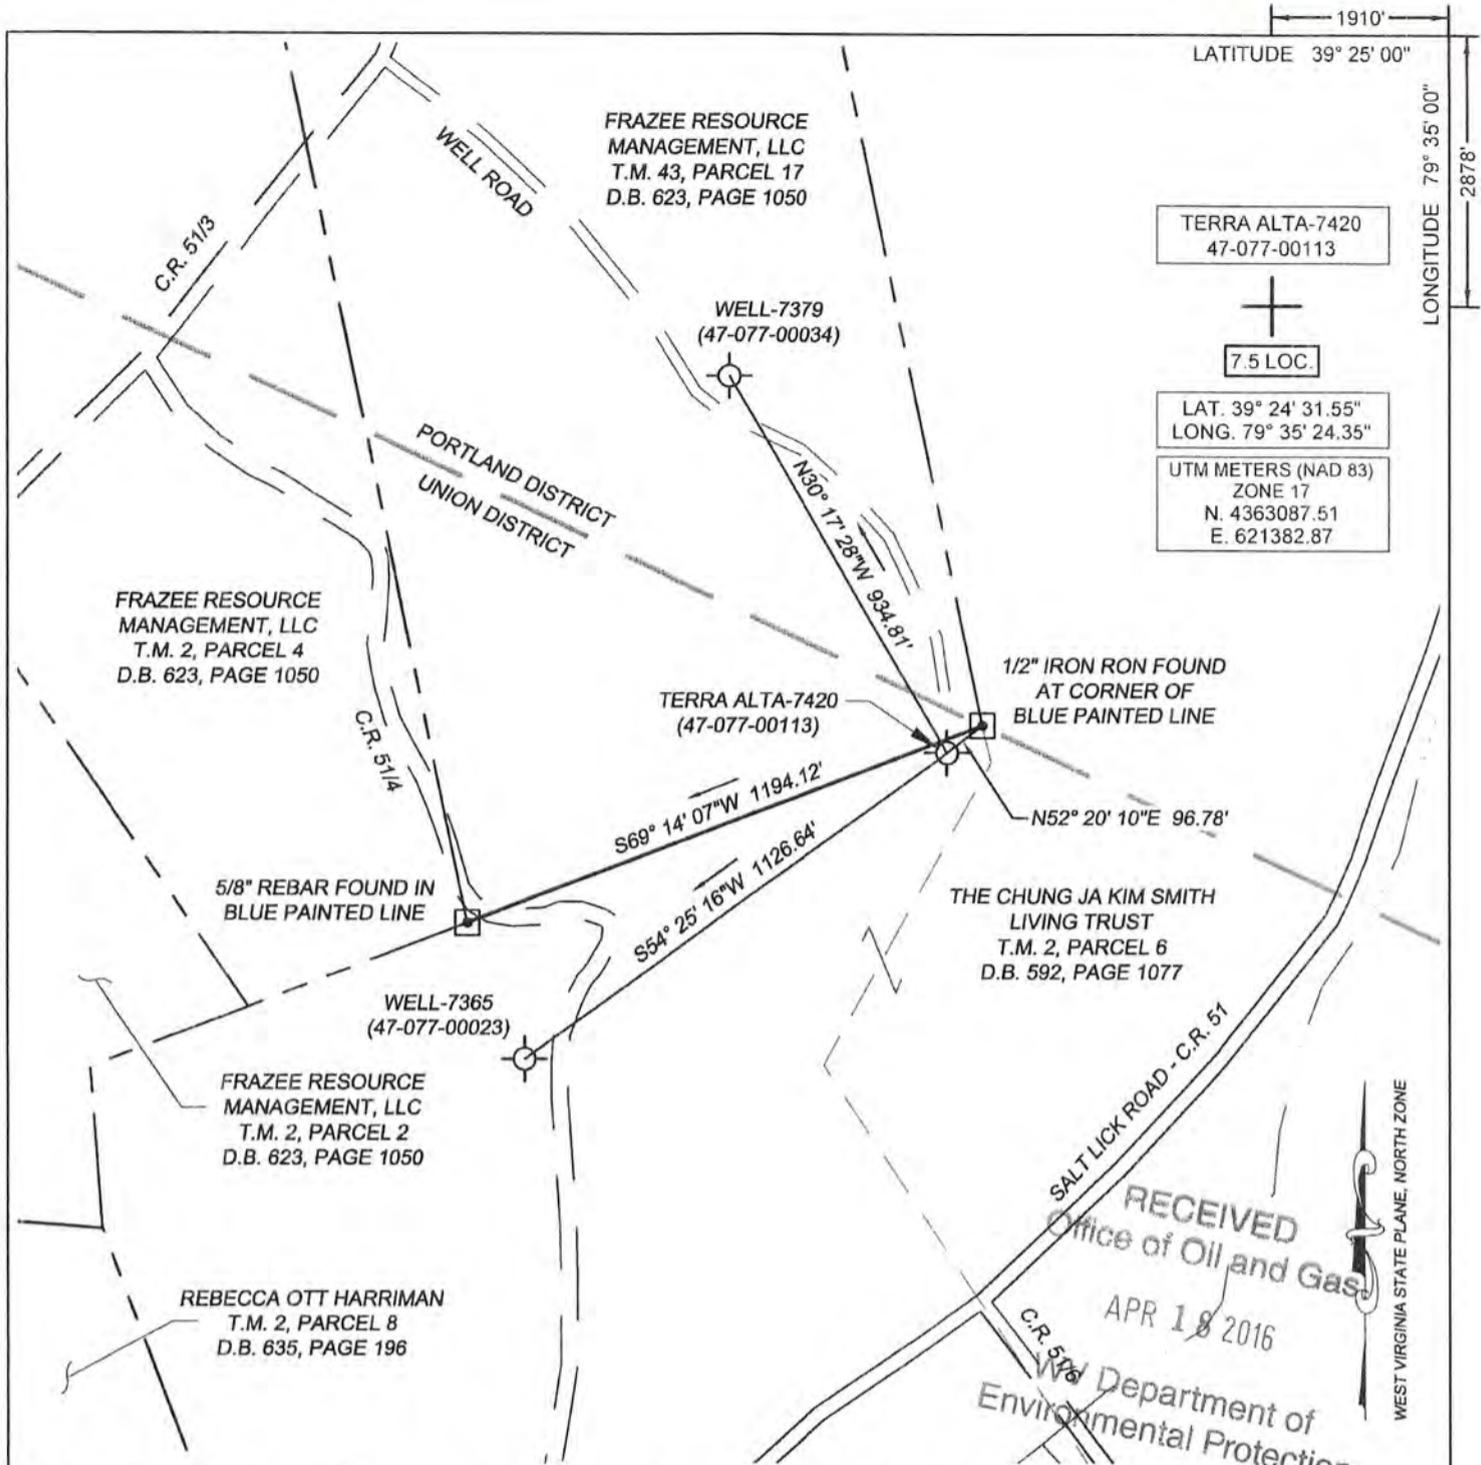 1910'
LATITUDE 39° 25' 00"
LONGITUDE 79° 35' 00"
2878'
FRAZEE RESOURCE
MANAGEMENT, LLC
T.M. 43, PARCEL 17
D.B. 623, PAGE 1050
WELL ROAD
C.R. 51/3
TERRA ALTA-7420
47-077-00113
7.5 LOC.
LAT. 39° 24' 31.55"
LONG. 79° 35' 24.35"
UTM METERS (NAD 83)
ZONE 17
N. 4363087.51
E. 621382.87
WELL-7379
(47-077-00034)
PORTLAND DISTRICT
UNION DISTRICT
N30° 17' 28"W 934.81'
FRAZEE RESOURCE
MANAGEMENT, LLC
T.M. 2, PARCEL 4
D.B. 623, PAGE 1050
C.R. 51/4
TERRA ALTA-7420
(47-077-00113)
1/2" IRON RON FOUND
AT CORNER OF
BLUE PAINTED LINE
S69° 14' 07"W 1194.12'
N52° 20' 10"E 96.78'
S54° 25' 16"W 1126.64'
5/8" REBAR FOUND IN
BLUE PAINTED LINE
THE CHUNG JA KIM SMITH
LIVING TRUST
T.M. 2, PARCEL 6
D.B. 592, PAGE 1077
WELL-7365
(47-077-00023)
FRAZEE RESOURCE
MANAGEMENT, LLC
T.M. 2, PARCEL 2
D.B. 623, PAGE 1050
SALT LICK ROAD - C.R. 51
REBECCA OTT HARRIMAN
T.M. 2, PARCEL 8
D.B. 635, PAGE 196
C.R. 51/6
WEST VIRGINIA STATE PLANE, NORTH ZONE
RECEIVED
Office of Oil and Gas
APR 18 2016
WV Department of
Environmental Protection